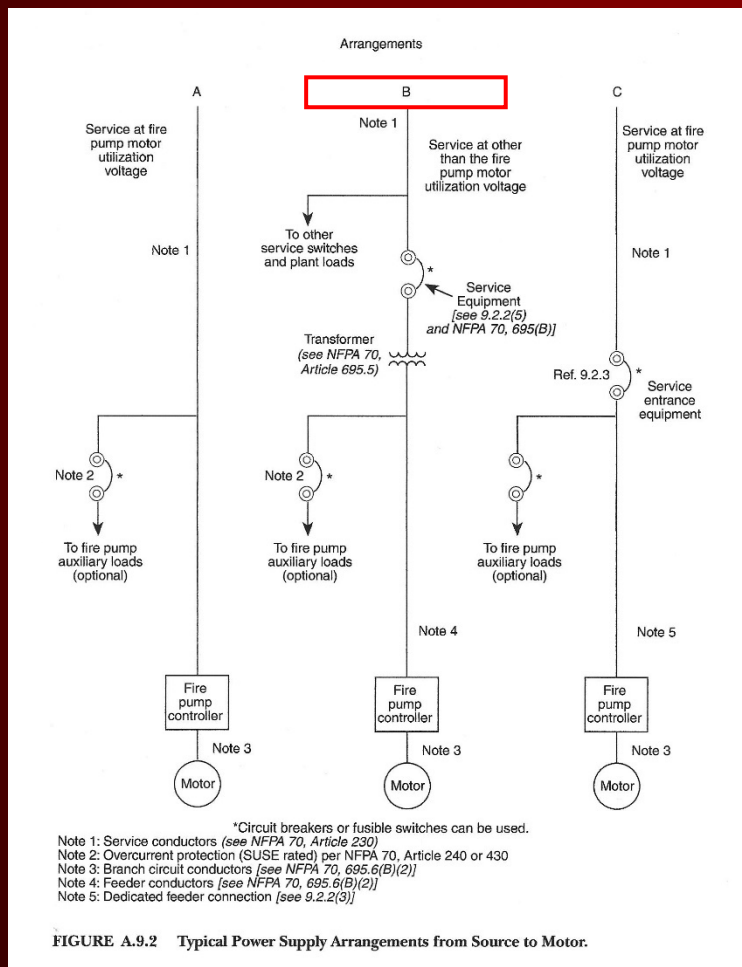 Arrangements
A
B
C
Service at fire
pump motor
utilization
voltage
Note 1
Note 1
Service at other
than the fire
pump motor
utilization voltage
To other
service switches
and plant loads
*
Service
Equipment
[see 9.2.2(5)
and NFPA 70, 695(B)]
Transformer
(see NFPA 70,
Article 695.5)
Service at fire
pump motor
utilization
voltage
Note 1
Ref. 9.2.3
*
Service
entrance
equipment
Note 2
*
To fire pump
auxiliary loads
(optional)
Note 2
*
To fire pump
auxiliary loads
(optional)
*
To fire pump
auxiliary loads
(optional)
Note 4
Note 5
Fire
pump
controller
Note 3
Motor
Fire
pump
controller
Note 3
Motor
Fire
pump
controller
Note 3
Motor
*Circuit breakers or fusible switches can be used.
Note 1: Service conductors (see NFPA 70, Article 230)
Note 2: Overcurrent protection (SUSE rated) per NFPA 70, Article 240 or 430
Note 3: Branch circuit conductors [see NFPA 70, 695.6(B)(2)]
Note 4: Feeder conductors [see NFPA 70, 695.6(B)(2)]
Note 5: Dedicated feeder connection [see 9.2.2(3)]
FIGURE A.9.2 Typical Power Supply Arrangements from Source to Motor.